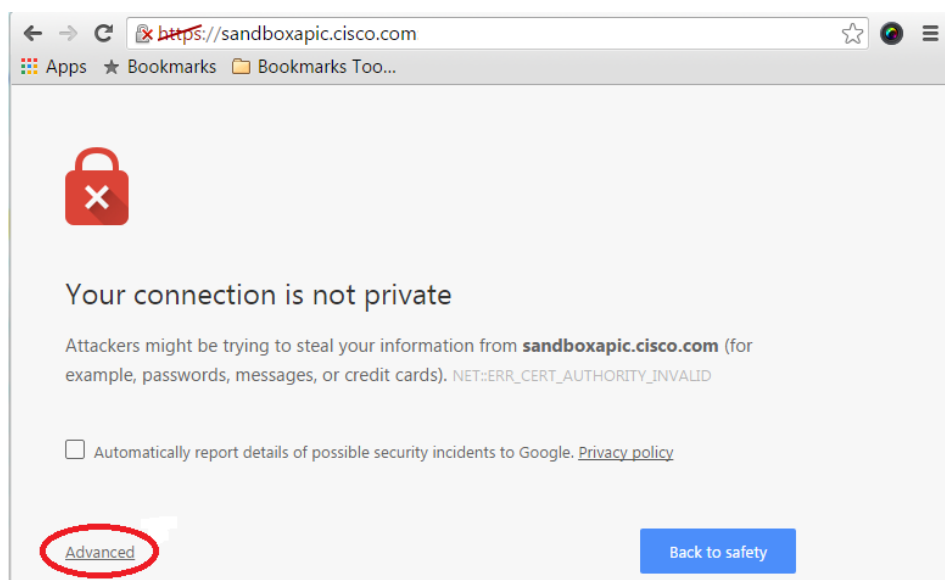 https://sandboxapic.cisco.com
Apps Bookmarks Bookmarks Too...
Your connection is not private
Attackers might be trying to steal your information from sandboxapic.cisco.com (for
example, passwords, messages, or credit cards). NET::ERR_CERT_AUTHORITY_INVALID
Automatically report details of possible security incidents to Google. Privacy policy
Advanced
Back to safety